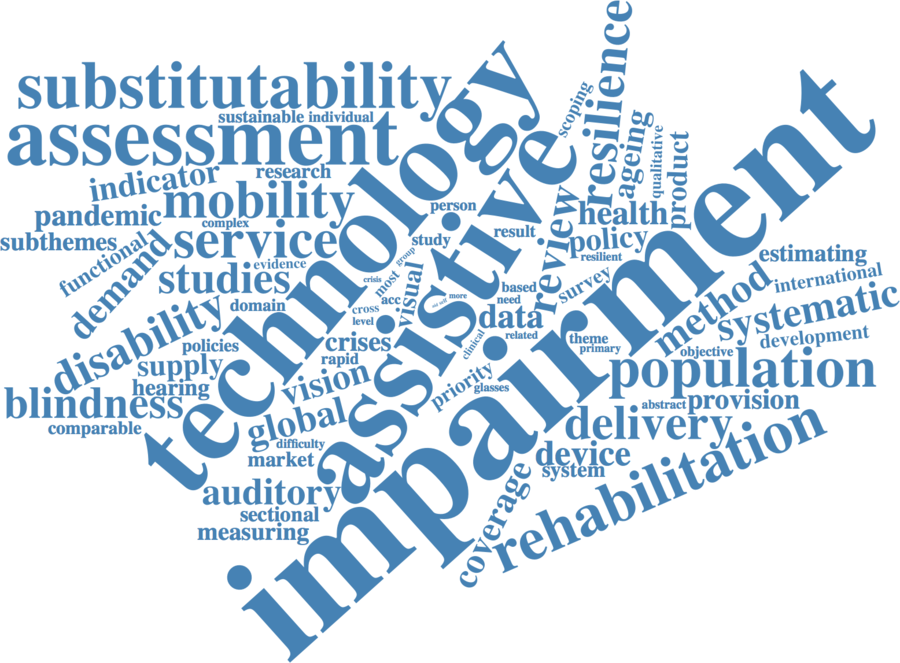 substitutability
sustainable
individual
assessment
technology
assistive
impairment
resilience
scoping
ageing
qualitative
product
research
indicator
mobility
pandemic
complex
subthemes
service
functional
demand
studies
evidence
person
study
result
review
health
policy
resilient
survey
estimating
international
method
systematic
development
disability
domain
policies
supply
hearing
blindness
comparable
crisis
most
group
acc
visual
cross
level
crises
rapid
vision
global
difficulty
market
more
based
need
data
related
clinical
priority
glasses
theme
primary
objective
population
abstract
provision
delivery
device
system
coverage
rehabilitation
auditory
sectional
measuring